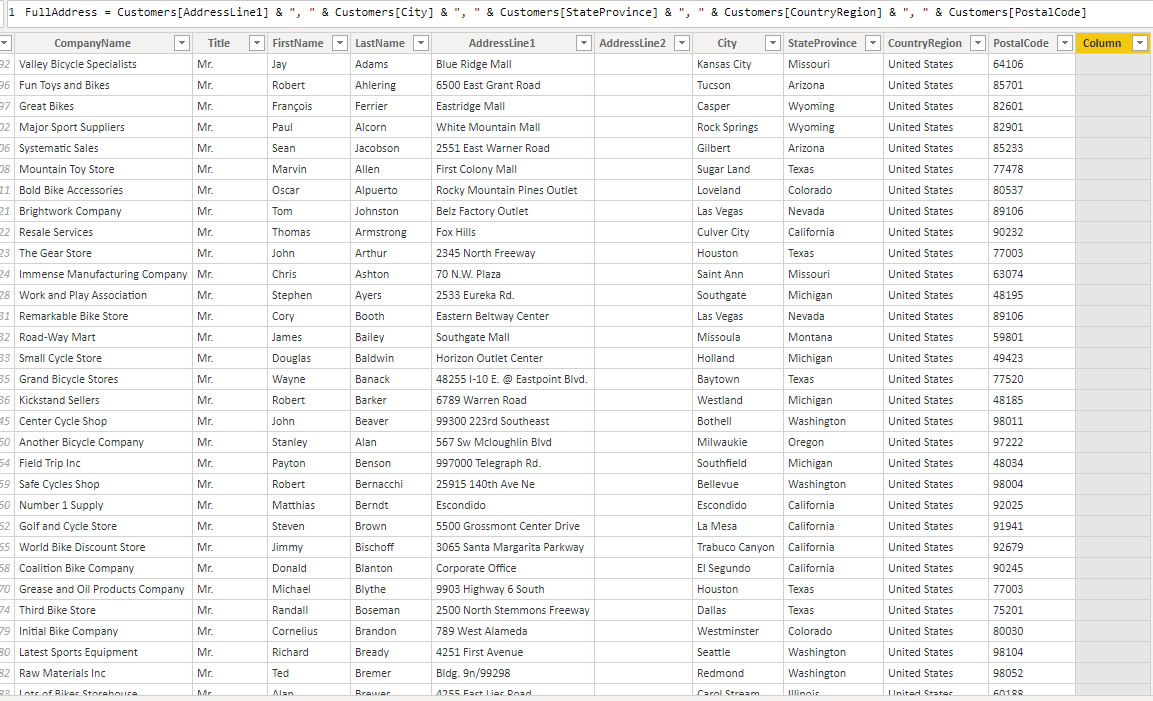 1 FullAddress = Customers[AddressLine1] & ", " & Customers[City] & ", " & Customers[StateProvince] & ", " & Customers[CountryRegion] & ", " & Customers[PostalCode]
CompanyName Title FirstName LastName AddressLine1 AddressLine2 City StateProvince CountryRegion PostalCode Column
92 Valley Bicycle Specialists Mr. Jay Adams Blue Ridge Mall Kansas City Missouri United States 64106
96 Fun Toys and Bikes Mr. Robert Ahlering 6500 East Grant Road Tucson Arizona United States 85701
97 Great Bikes Mr. François Ferrier Eastridge Mall Casper Wyoming United States 82601
02 Major Sport Suppliers Mr. Paul Alcorn White Mountain Mall Rock Springs Wyoming United States 82901
06 Systematic Sales Mr. Sean Jacobson 2551 East Warner Road Gilbert Arizona United States 85233
08 Mountain Toy Store Mr. Marvin Allen First Colony Mall Sugar Land Texas United States 77478
11 Bold Bike Accessories Mr. Oscar Alpuerto Rocky Mountain Pines Outlet Loveland Colorado United States 80537
21 Brightwork Company Mr. Tom Johnston Belz Factory Outlet Las Vegas Nevada United States 89106
22 Resale Services Mr. Thomas Armstrong Fox Hills Culver City California United States 90232
23 The Gear Store Mr. John Arthur 2345 North Freeway Houston Texas United States 77003
24 Immense Manufacturing Company Mr. Chris Ashton 70 N.W. Plaza Saint Ann Missouri United States 63074
28 Work and Play Association Mr. Stephen Ayers 2533 Eureka Rd. Southgate Michigan United States 48195
31 Remarkable Bike Store Mr. Cory Booth Eastern Beltway Center Las Vegas Nevada United States 89106
32 Road-Way Mart Mr. James Bailey Southgate Mall Missoula Montana United States 59801
33 Small Cycle Store Mr. Douglas Baldwin Horizon Outlet Center Holland Michigan United States 49423
35 Grand Bicycle Stores Mr. Wayne Banack 48255 I-10 E. @ Eastpoint Blvd. Baytown Texas United States 77520
36 Kickstand Sellers Mr. Robert Barker 6789 Warren Road Westland Michigan United States 48185
45 Center Cycle Shop Mr. John Beaver 99300 223rd Southeast Bothell Washington United States 98011
50 Another Bicycle Company Mr. Stanley Alan 567 Sw Mcloughlin Blvd Milwaukie Oregon United States 97222
54 Field Trip Inc Mr. Payton Benson 997000 Telegraph Rd. Southfield Michigan United States 48034
59 Safe Cycles Shop Mr. Robert Bernacchi 25915 140th Ave Ne Bellevue Washington United States 98004
60 Number 1 Supply Mr. Matthias Berndt Escondido Escondido California United States 92025
62 Golf and Cycle Store Mr. Steven Brown 5500 Grossmont Center Drive La Mesa California United States 91941
65 World Bike Discount Store Mr. Jimmy Bischoff 3065 Santa Margarita Parkway Trabuco Canyon California United States 92679
68 Coalition Bike Company Mr. Donald Blanton Corporate Office El Segundo California United States 90245
70 Grease and Oil Products Company Mr. Michael Blythe 9903 Highway 6 South Houston Texas United States 77003
74 Third Bike Store Mr. Randall Boseman 2500 North Stemmons Freeway Dallas Texas United States 75201
79 Initial Bike Company Mr. Cornelius Brandon 789 West Alameda Westminster Colorado United States 80030
80 Latest Sports Equipment Mr. Richard Bready 4251 First Avenue Seattle Washington United States 98104
82 Raw Materials Inc Mr. Ted Bremer Bldg. 9n/99298 Redmond Washington United States 98052
83 Lots of Bikes Storehouse Mr. Alan Brewer 4255 East Lies Road Carol Stream Illinois United States 60188